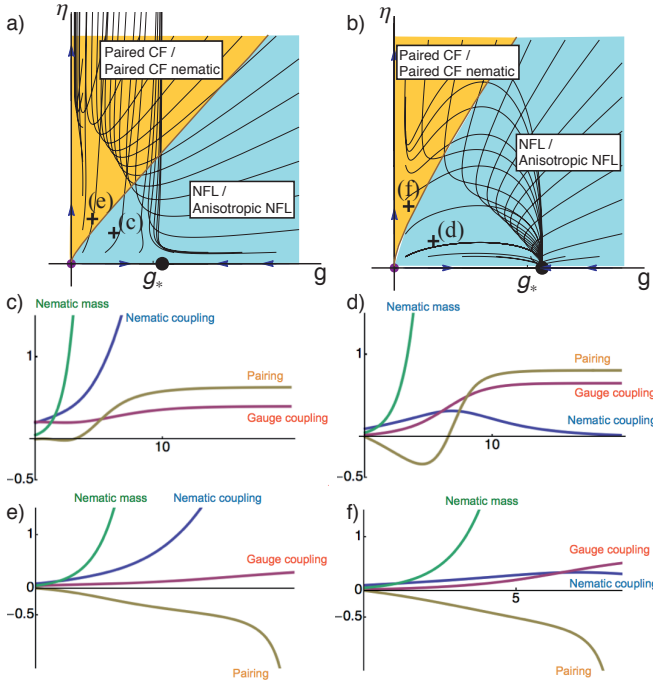 a)
η
Paired CF /
Paired CF nematic
NFL /
Anisotropic NFL
(e)
(c)
g*
g
b)
η
Paired CF /
Paired CF nematic
NFL /
Anisotropic NFL
(f)
(d)
g*
g
c)
Nematic mass
Nematic coupling
1
Pairing
Gauge coupling
10
−0.5
d)
Nematic mass
1
Pairing
Gauge coupling
Nematic coupling
10
−0.5
e)
Nematic mass
Nematic coupling
1
Gauge coupling
0
−0.5
Pairing
f)
Nematic mass
1
Gauge coupling
Nematic coupling
0
5
−0.5
Pairing